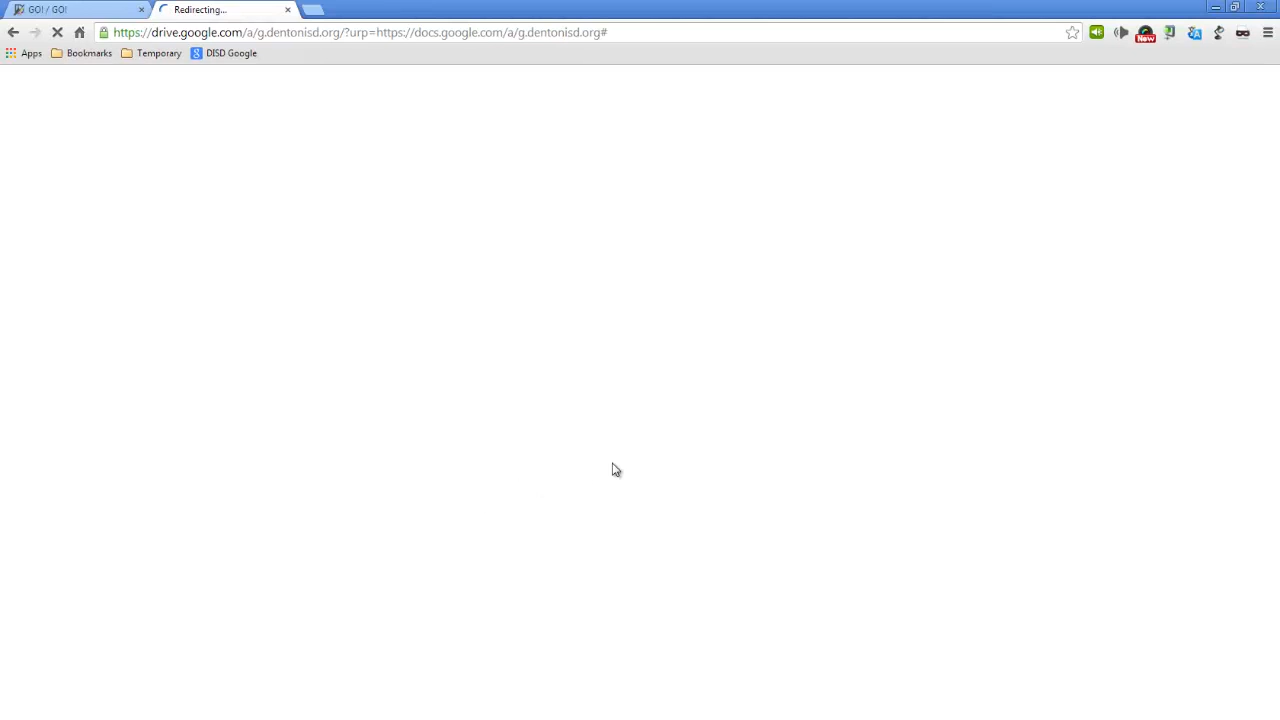 GO! / GO!
Redirecting...
https://drive.google.com/a/g.dentonisd.org/?urp=https://docs.google.com/a/g.dentonisd.org#
New
Apps Bookmarks Temporary DISD Google